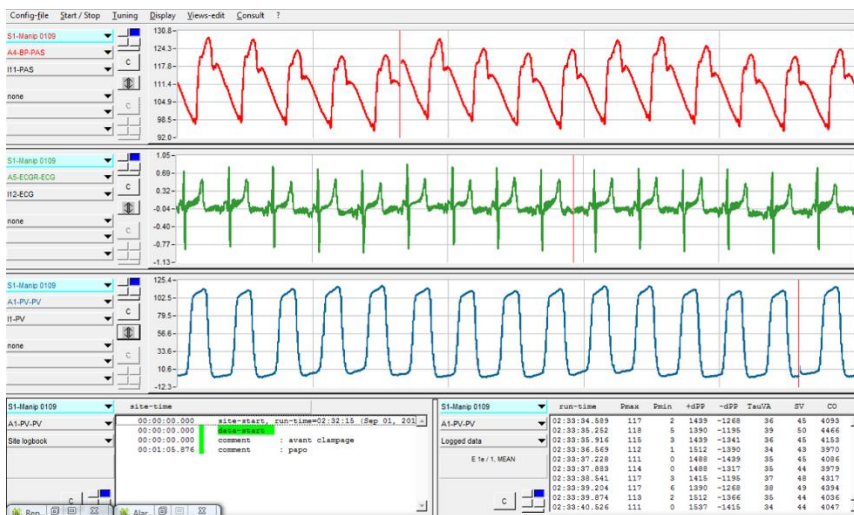 Config-file Start / Stop Tuning Display Views-edit Consult ?
S1-Manip 0109
A4-BP-PAS
I11-PAS
none
C
C
130.8
124.3
117.8
111.4
104.9
98.5
92.0
S1-Manip 0109
A5-ECGR-ECG
I12-ECG
none
C
C
1.05
0.69
0.32
-0.04
-0.40
-0.77
-1.13
S1-Manip 0109
A1-PV-PV
I1-PV
none
C
C
125.4
102.5
79.5
56.6
33.6
10.6
-12.3
S1-Manip 0109
A1-PV-PV
Site logbook
C
site-time
00:00:00.000 site-start, run-time=02:32:15 (Sep 01, 201
00:00:00.000 data-start
00:00:00.000 comment : avant clampage
00:01:05.876 comment : papo
S1-Manip 0109
A1-PV-PV
Logged data
E 1e / 1, MEAN
C
run-time Pmax Pmin +dPP -dPP TauVA SV CO
02:33:34.589 117 2 1439 -1268 36 45 4093
02:33:35.252 118 5 1390 -1195 39 50 4466
02:33:35.916 115 3 1439 -1341 36 45 4153
02:33:36.569 112 1 1512 -1390 34 43 3970
02:33:37.228 111 0 1488 -1439 35 45 4086
02:33:37.883 114 0 1488 -1317 35 44 3979
02:33:38.541 117 3 1415 -1195 37 48 4317
02:33:39.204 117 6 1390 -1268 38 49 4394
02:33:39.874 113 2 1512 -1366 35 44 4036
02:33:40.526 111 0 1537 -1415 34 44 4047